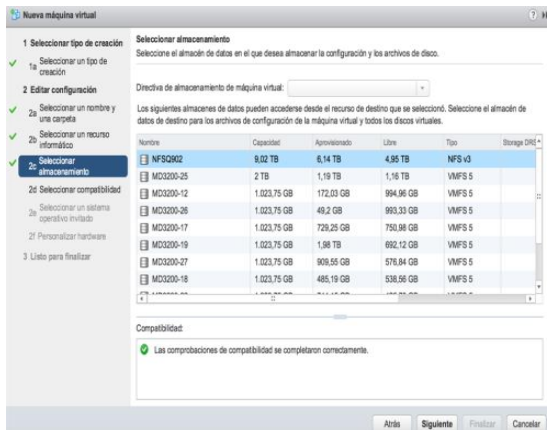 Nueva máquina virtual
1 Seleccionar tipo de creación
1a Seleccionar un tipo de
creación
2 Editar configuración
2a Seleccionar un nombre y
una carpeta
2b Seleccionar un recurso
informático
2c Seleccionar
almacenamiento
2d Seleccionar compatibilidad
2e Seleccionar un sistema
operativo invitado
2f Personalizar hardware
3 Listo para finalizar
Seleccionar almacenamiento
Seleccione el almacén de datos en el que desea almacenar la configuración y los archivos de disco.
Directiva de almacenamiento de máquina virtual:
Los siguientes almacenes de datos pueden accederse desde el recurso de destino que se seleccionó. Seleccione el almacén de
datos de destino para los archivos de configuración de la máquina virtual y todos los discos virtuales.
Nombre Capacidad Aprovisionado Libre Tipo Storage DRS
NFSQ902 9,02 TB 6,14 TB 4,95 TB NFS v3
MD3200-25 2 TB 1,19 TB 1,16 TB VMFS 5
MD3200-12 1.023,75 GB 172,03 GB 994,96 GB VMFS 5
MD3200-26 1.023,75 GB 49,2 GB 993,33 GB VMFS 5
MD3200-17 1.023,75 GB 729,25 GB 750,98 GB VMFS 5
MD3200-19 1.023,75 GB 1,98 TB 692,12 GB VMFS 5
MD3200-27 1.023,75 GB 909,55 GB 576,84 GB VMFS 5
MD3200-18 1.023,75 GB 485,19 GB 538,56 GB VMFS 5
Compatibilidad:
Las comprobaciones de compatibilidad se completaron correctamente.
Atrás Siguiente Finalizar Cancelar